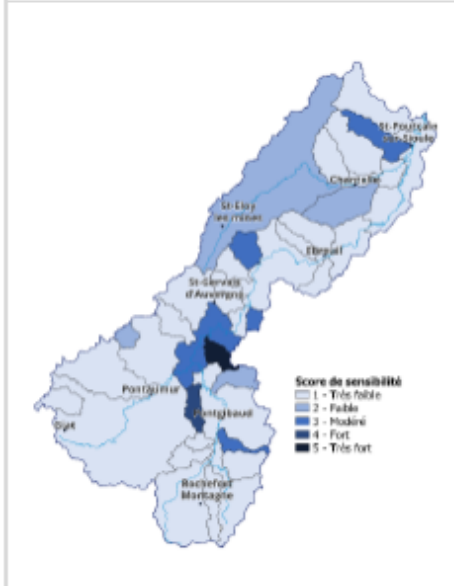 St-Pourçain
sur-Sioule
Chantelle
St-Eloy
les mines
Ebreuil
St-Gervais
d'Auvergne
Pontaumur
Pontgibaud
Giat
Rochefort
Montagne
Score de sensibilité
1 - Très faible
2 - Faible
3 - Modéré
4 - Fort
5 - Très fort